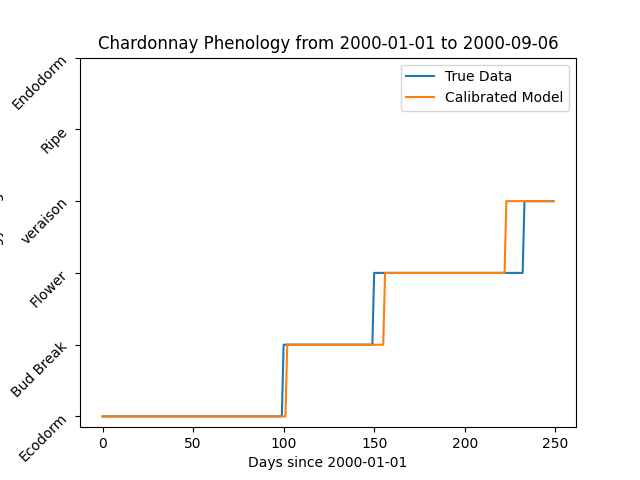 Chardonnay Phenology from 2000-01-01 to 2000-09-06
True Data
Calibrated Model
Endodorm
Ripe
veraison
Flower
Bud Break
Ecodorm
0 50 100 150 200 250
Days since 2000-01-01